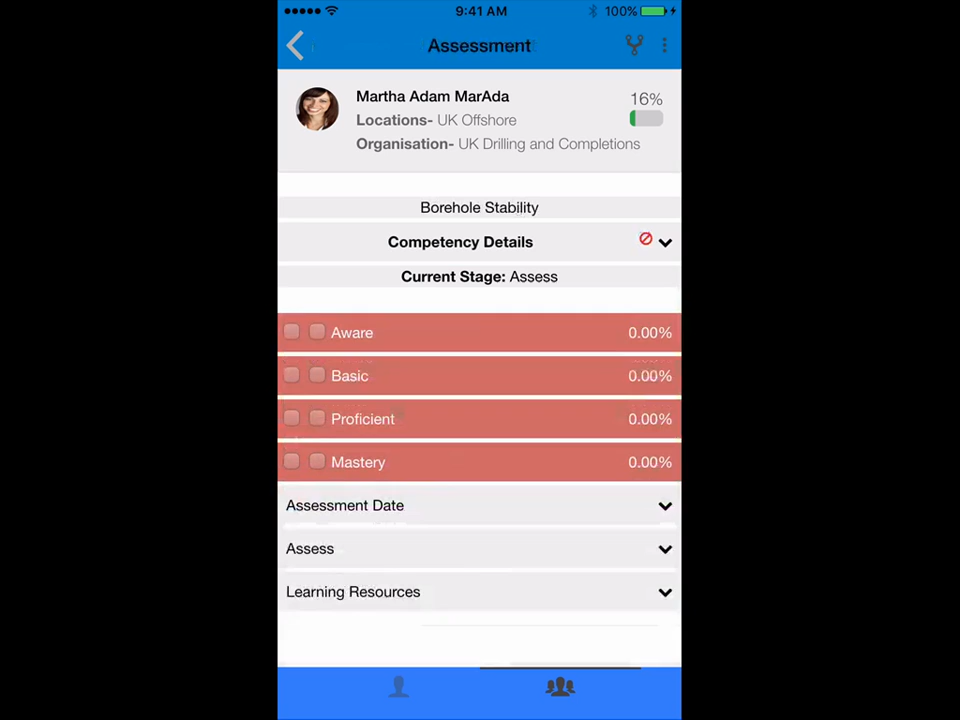 9:41 AM 100%
Assessment
Martha Adam MarAda
16%
Locations- UK Offshore
Organisation- UK Drilling and Completions
Borehole Stability
Competency Details
Current Stage: Assess
Aware 0.00%
Basic 0.00%
Proficient 0.00%
Mastery 0.00%
Assessment Date
Assess
Learning Resources